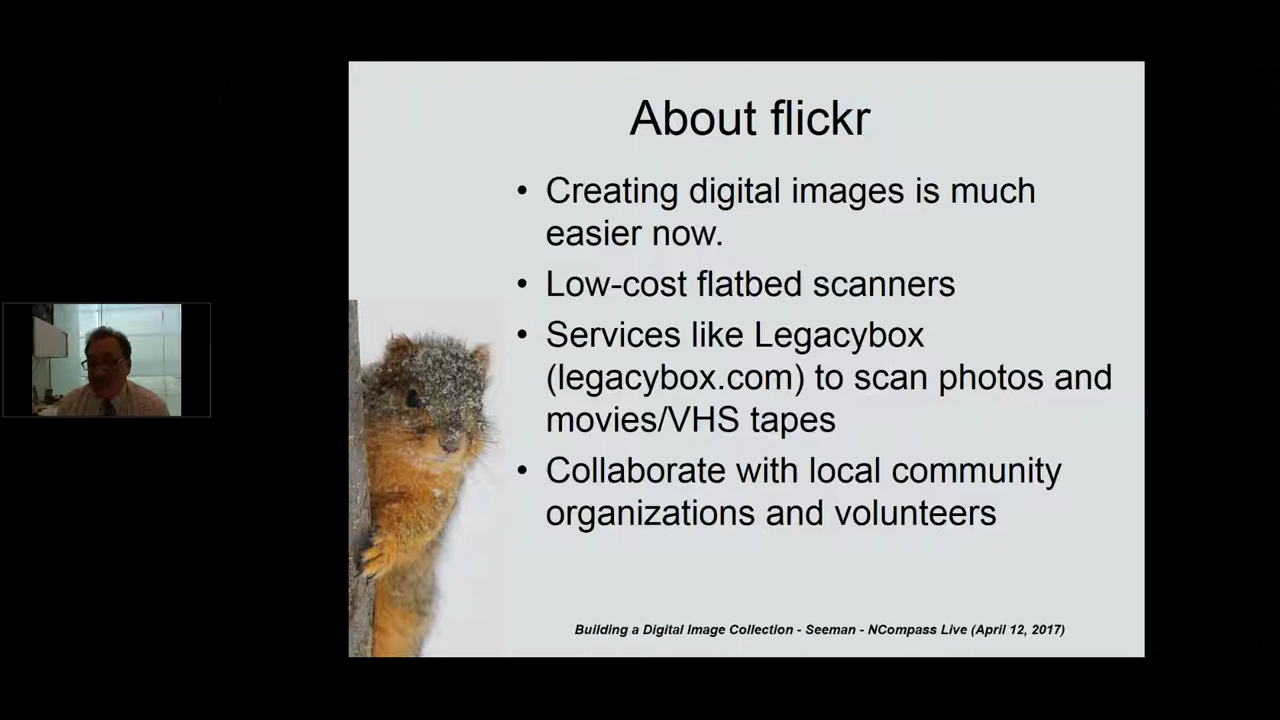 About flickr
• Creating digital images is much
easier now.
• Low-cost flatbed scanners
• Services like Legacybox
(legacybox.com) to scan photos and
movies/VHS tapes
• Collaborate with local community
organizations and volunteers
Building a Digital Image Collection - Seeman - NCompass Live (April 12, 2017)